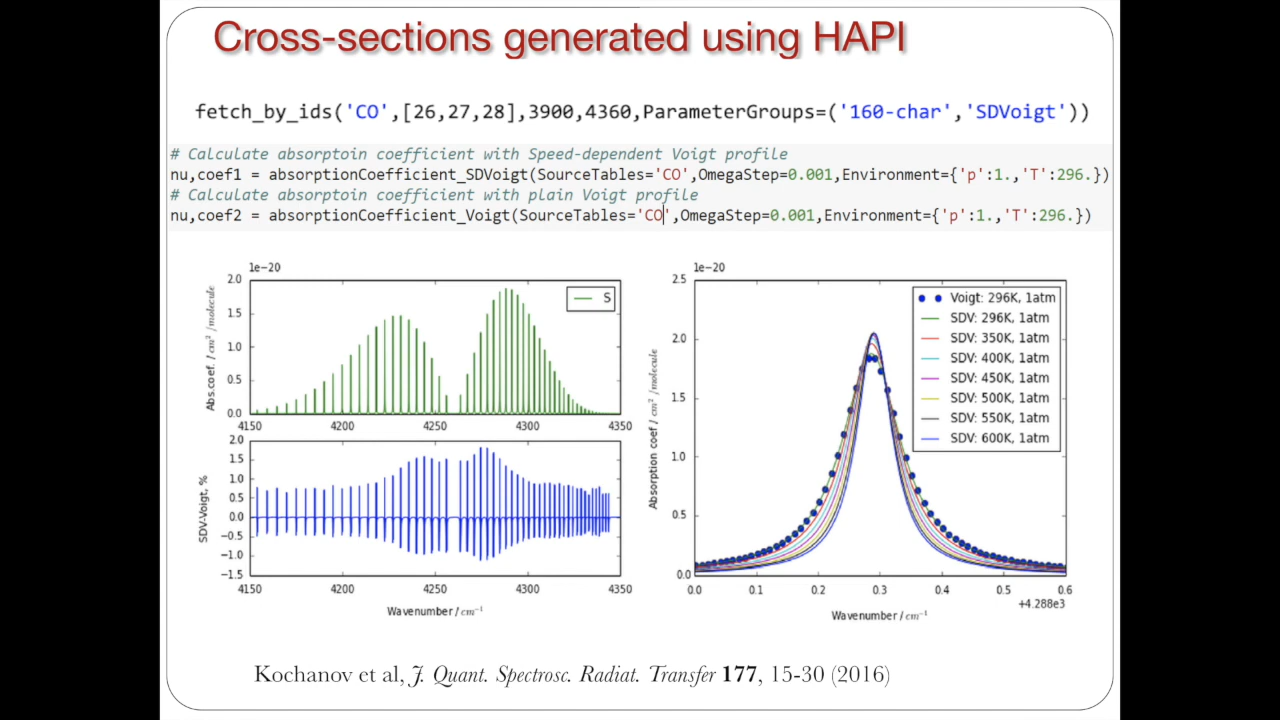 Cross-sections generated using HAPI
fetch_by_ids('CO',[26,27,28],3900,4360,ParameterGroups=('160-char','SDVoigt'))
# Calculate absorptoin coefficient with Speed-dependent Voigt profile
nu,coef1 = absorptionCoefficient_SDVoigt(SourceTables='CO',OmegaStep=0.001,Environment={'p':1.,'T':296.})
# Calculate absorptoin coefficient with plain Voigt profile
nu,coef2 = absorptionCoefficient_Voigt(SourceTables='CO',OmegaStep=0.001,Environment={'p':1.,'T':296.})
1e-20
2.0
1.5
1.0
0.5
0.0
Abs.coef. / cm² /molecule
S
4150 4200 4250 4300 4350
2.0
1.5
1.0
0.5
0.0
−0.5
−1.0
−1.5
SDV-Voigt, %
4150 4200 4250 4300 4350
Wavenumber / cm⁻¹
1e-20
2.5
2.0
1.5
1.0
0.5
0.0
Absorption coef / cm² /molecule
Voigt: 296K, 1atm
SDV: 296K, 1atm
SDV: 350K, 1atm
SDV: 400K, 1atm
SDV: 450K, 1atm
SDV: 500K, 1atm
SDV: 550K, 1atm
SDV: 600K, 1atm
0.0 0.1 0.2 0.3 0.4 0.5 0.6
+4.288e3
Wavenumber / cm⁻¹
Kochanov et al, J. Quant. Spectrosc. Radiat. Transfer 177, 15-30 (2016)